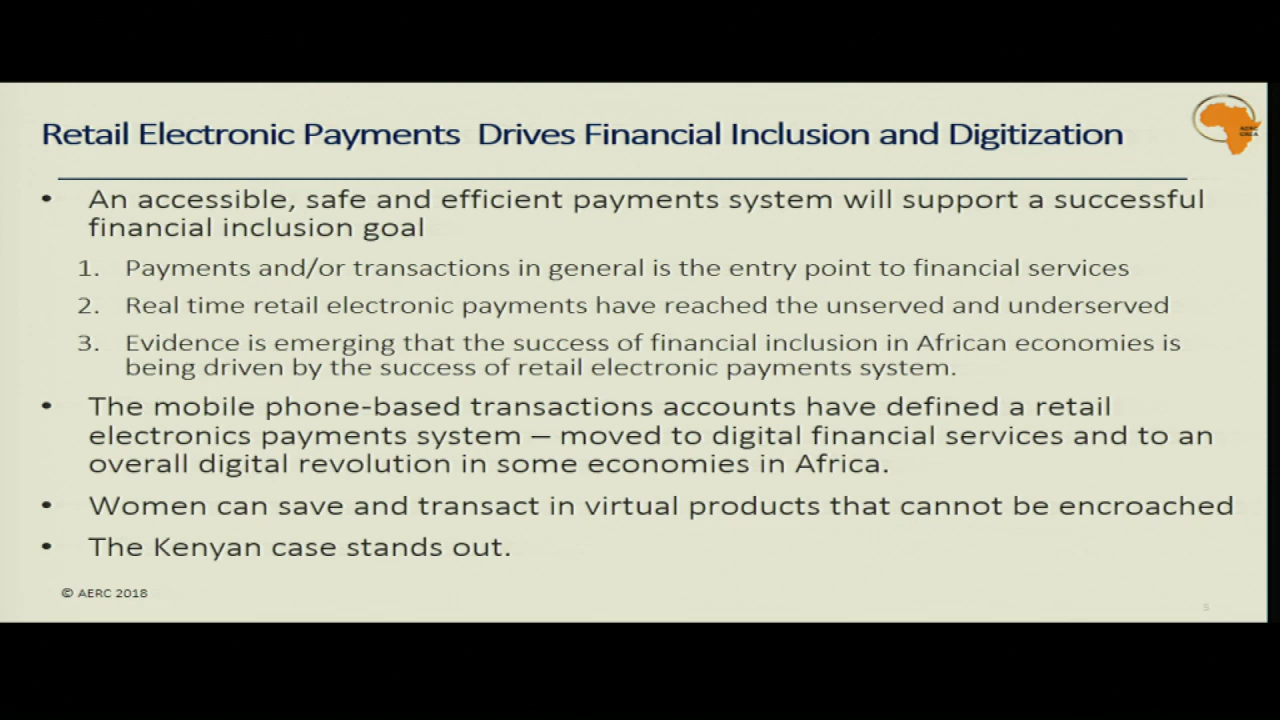 Retail Electronic Payments Drives Financial Inclusion and Digitization
• An accessible, safe and efficient payments system will support a successful
financial inclusion goal
1. Payments and/or transactions in general is the entry point to financial services
2. Real time retail electronic payments have reached the unserved and underserved
3. Evidence is emerging that the success of financial inclusion in African economies is
being driven by the success of retail electronic payments system.
• The mobile phone-based transactions accounts have defined a retail
electronics payments system – moved to digital financial services and to an
overall digital revolution in some economies in Africa.
• Women can save and transact in virtual products that cannot be encroached
• The Kenyan case stands out.
© AERC 2018
5